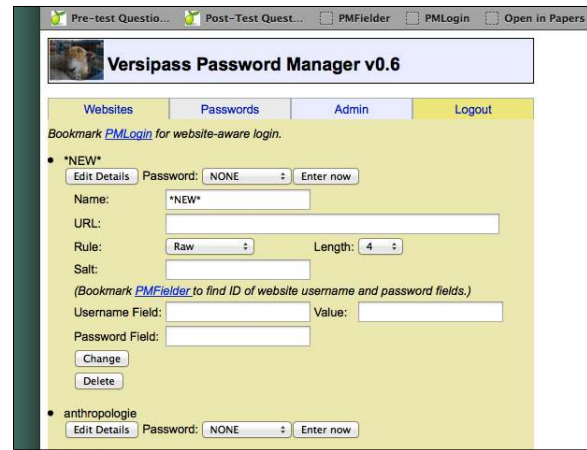 Pre-test Questio... Post-Test Quest... PMFielder PMLogin Open in Papers
Versipass Password Manager v0.6
Websites Passwords Admin Logout
Bookmark PMLogin for website-aware login.
*NEW*
Edit Details Password: NONE Enter now
Name: *NEW*
URL:
Rule: Raw Length: 4
Salt:
(Bookmark PMFielder to find ID of website username and password fields.)
Username Field: Value:
Password Field:
Change
Delete
anthropologie
Edit Details Password: NONE Enter now